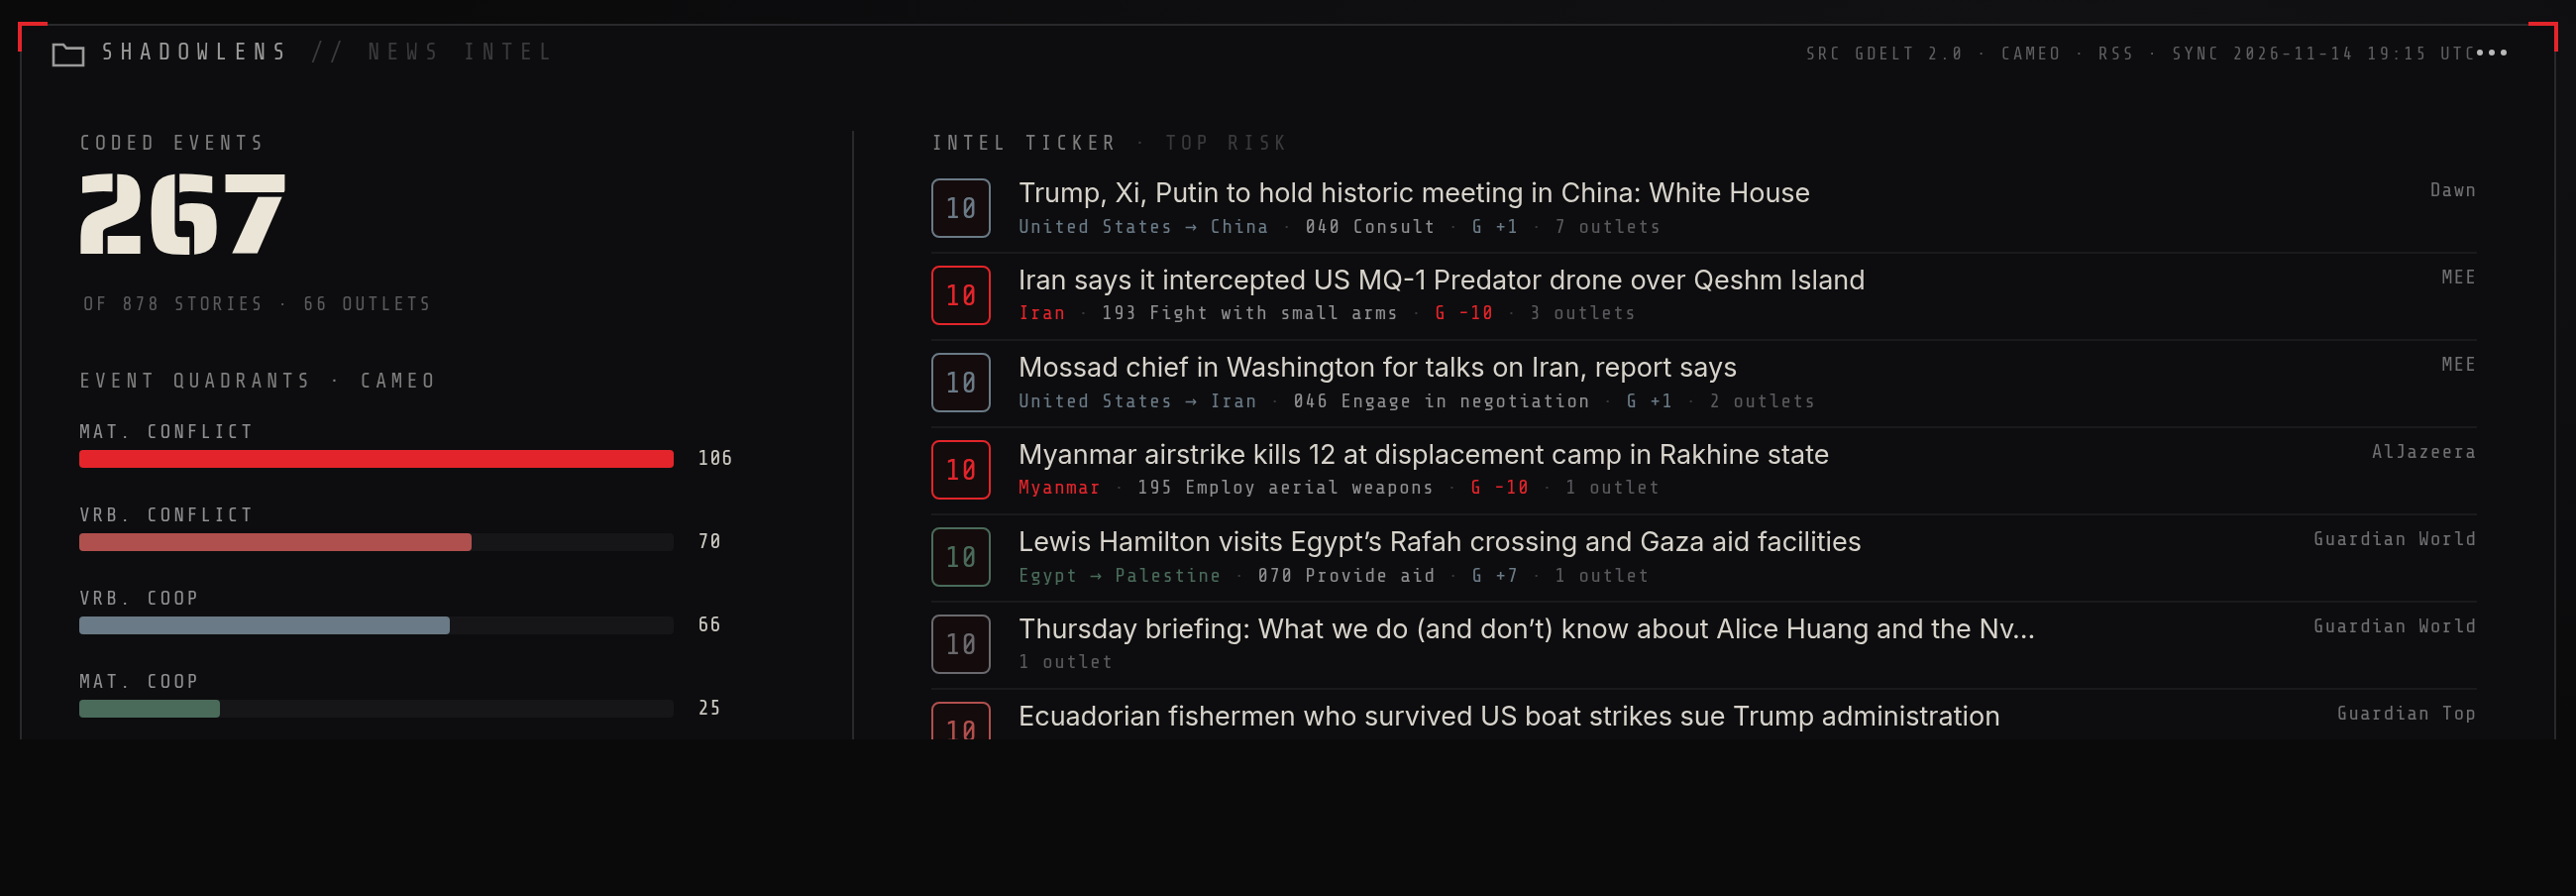 SHADOWLENS // NEWS INTEL
SRC GDELT 2.0 · CAMEO · RSS · SYNC 2026-11-14 19:15 UTC
CODED EVENTS
267
OF 878 STORIES · 66 OUTLETS
EVENT QUADRANTS · CAMEO
MAT. CONFLICT
106
VRB. CONFLICT
70
VRB. COOP
66
MAT. COOP
25
INTEL TICKER · TOP RISK
10
Trump, Xi, Putin to hold historic meeting in China: White House
Dawn
United States → China · 040 Consult · G +1 · 7 outlets
10
Iran says it intercepted US MQ-1 Predator drone over Qeshm Island
MEE
Iran · 193 Fight with small arms · G -10 · 3 outlets
10
Mossad chief in Washington for talks on Iran, report says
MEE
United States → Iran · 046 Engage in negotiation · G +1 · 2 outlets
10
Myanmar airstrike kills 12 at displacement camp in Rakhine state
AlJazeera
Myanmar · 195 Employ aerial weapons · G -10 · 1 outlet
10
Lewis Hamilton visits Egypt’s Rafah crossing and Gaza aid facilities
Guardian World
Egypt → Palestine · 070 Provide aid · G +7 · 1 outlet
10
Thursday briefing: What we do (and don’t) know about Alice Huang and the Nv…
Guardian World
1 outlet
10
Ecuadorian fishermen who survived US boat strikes sue Trump administration
Guardian Top